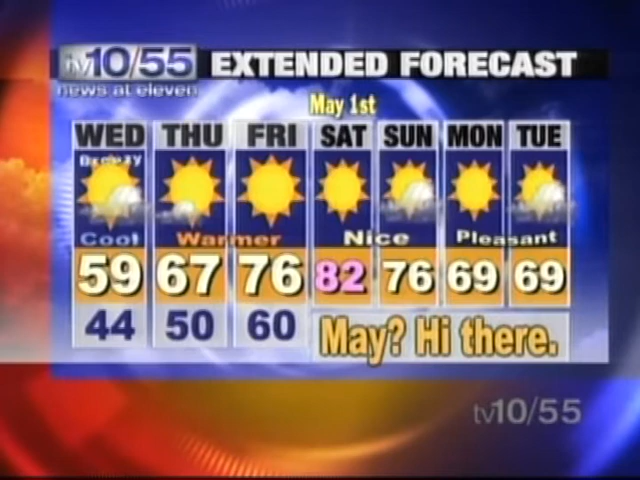 tv10/55 EXTENDED FORECAST
news at eleven
May 1st
WED THU FRI SAT SUN MON TUE
Breezy
Cool Warmer Nice Pleasant
59 67 76 82 76 69 69
44 50 60 May? Hi there.
tv10/55